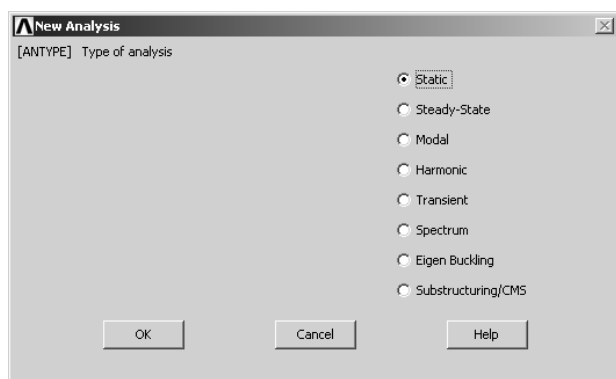 New Analysis
[ANTYPE] Type of analysis
Static
Steady-State
Modal
Harmonic
Transient
Spectrum
Eigen Buckling
Substructuring/CMS
OK Cancel Help